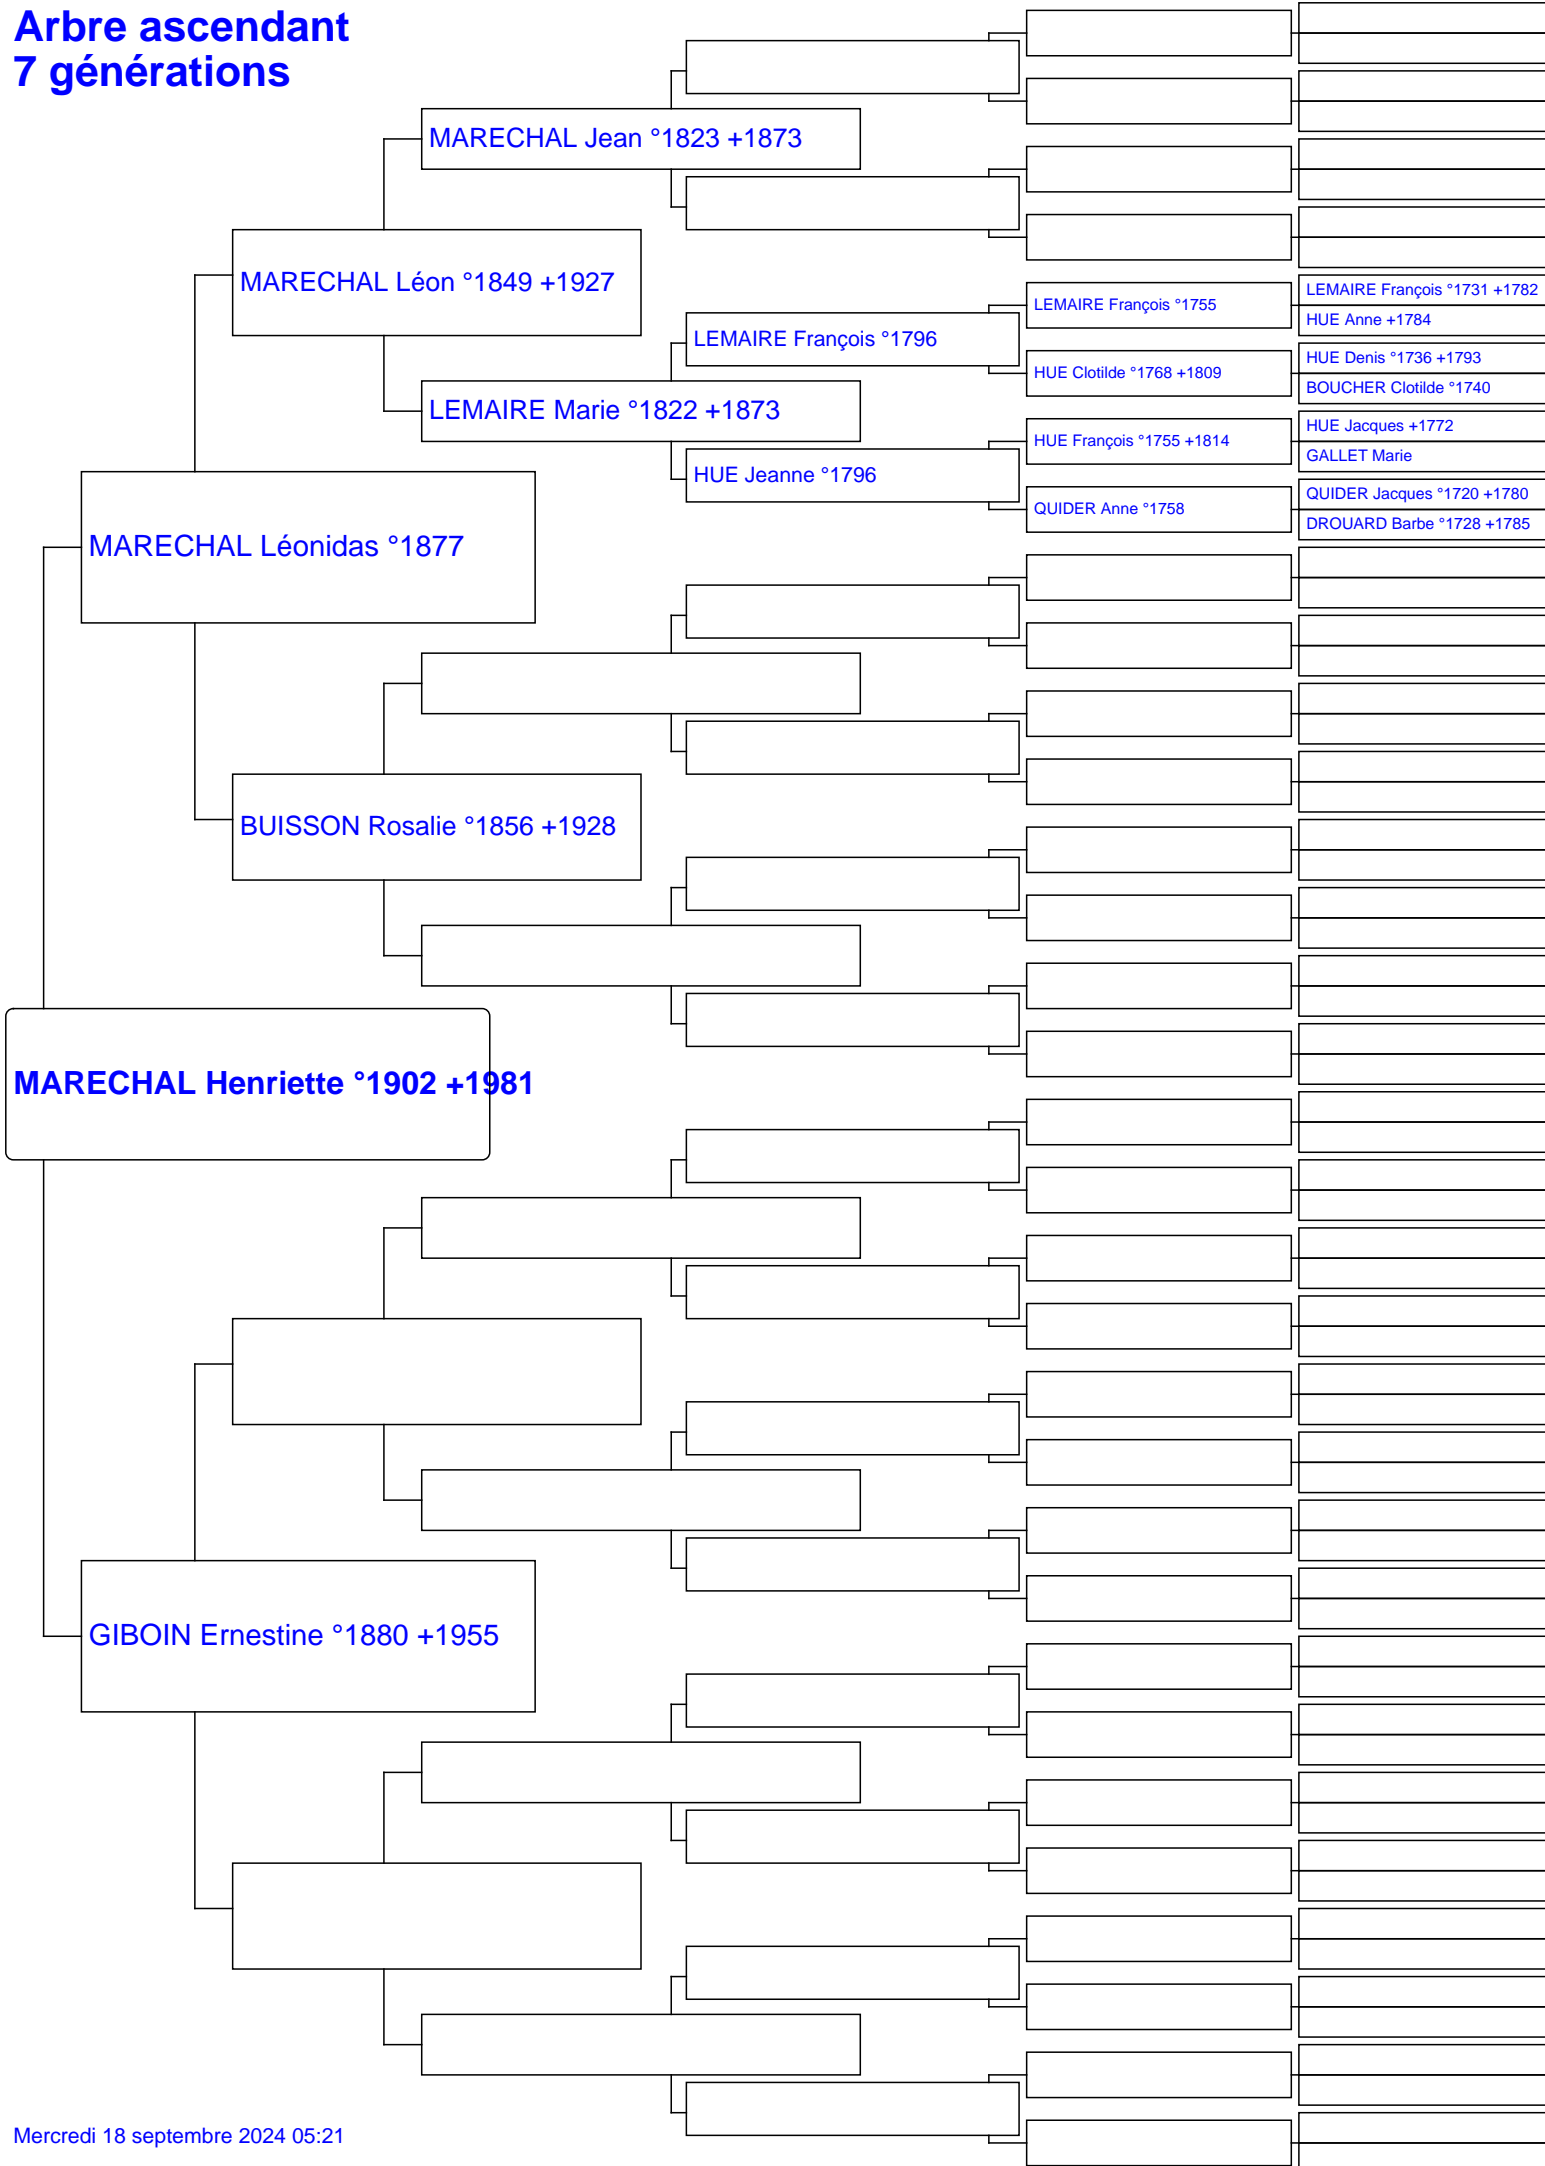 Arbre ascendant
7 générations
MARECHAL Jean °1823 +1873
MARECHAL Léon °1849 +1927
LEMAIRE François °1731 +1782
LEMAIRE François °1755
HUE Anne +1784
LEMAIRE François °1796
HUE Denis °1736 +1793
HUE Clotilde °1768 +1809
BOUCHER Clotilde °1740
LEMAIRE Marie °1822 +1873
HUE Jacques +1772
HUE François °1755 +1814
GALLET Marie
HUE Jeanne °1796
QUIDER Jacques °1720 +1780
QUIDER Anne °1758
DROUARD Barbe °1728 +1785
MARECHAL Léonidas °1877
BUISSON Rosalie °1856 +1928
MARECHAL Henriette °1902 +1981
GIBOIN Ernestine °1880 +1955
Mercredi 18 septembre 2024 05:21